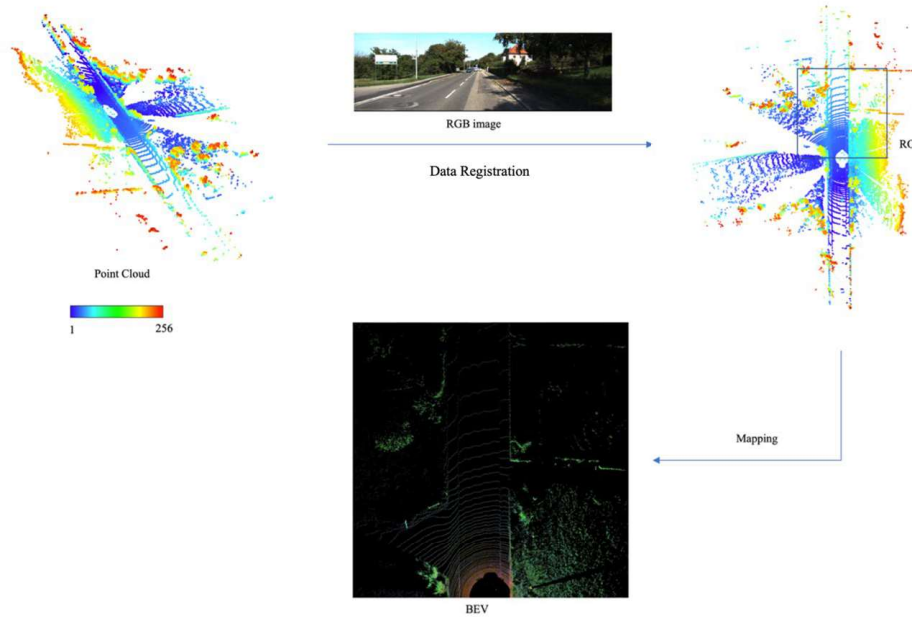 RGB image
Data Registration
Point Cloud
1 256
Mapping
BEV